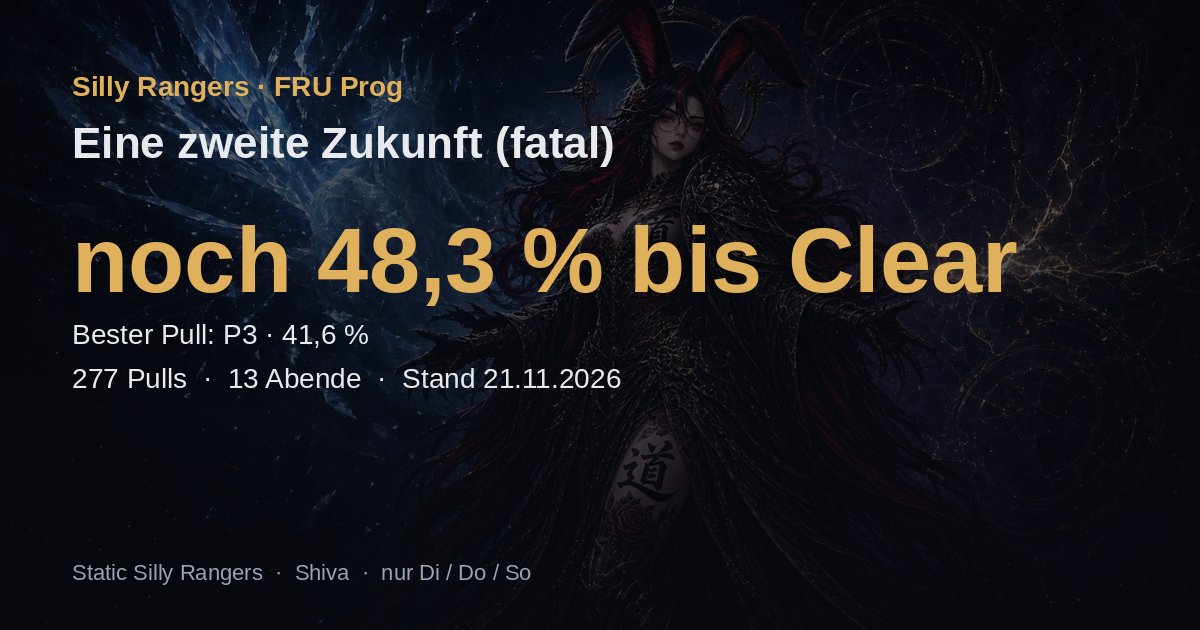 Silly Rangers · FRU Prog
Eine zweite Zukunft (fatal)
noch 48,3 % bis Clear
Bester Pull: P3 · 41,6 %
277 Pulls · 13 Abende · Stand 21.11.2026
道
Static Silly Rangers · Shiva · nur Di / Do / So